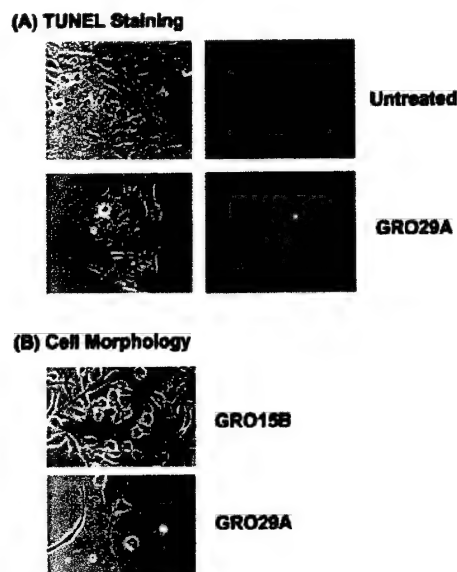 (A) TUNEL Staining
Untreated
GRO29A
(B) Cell Morphology
GRO15B
GRO29A